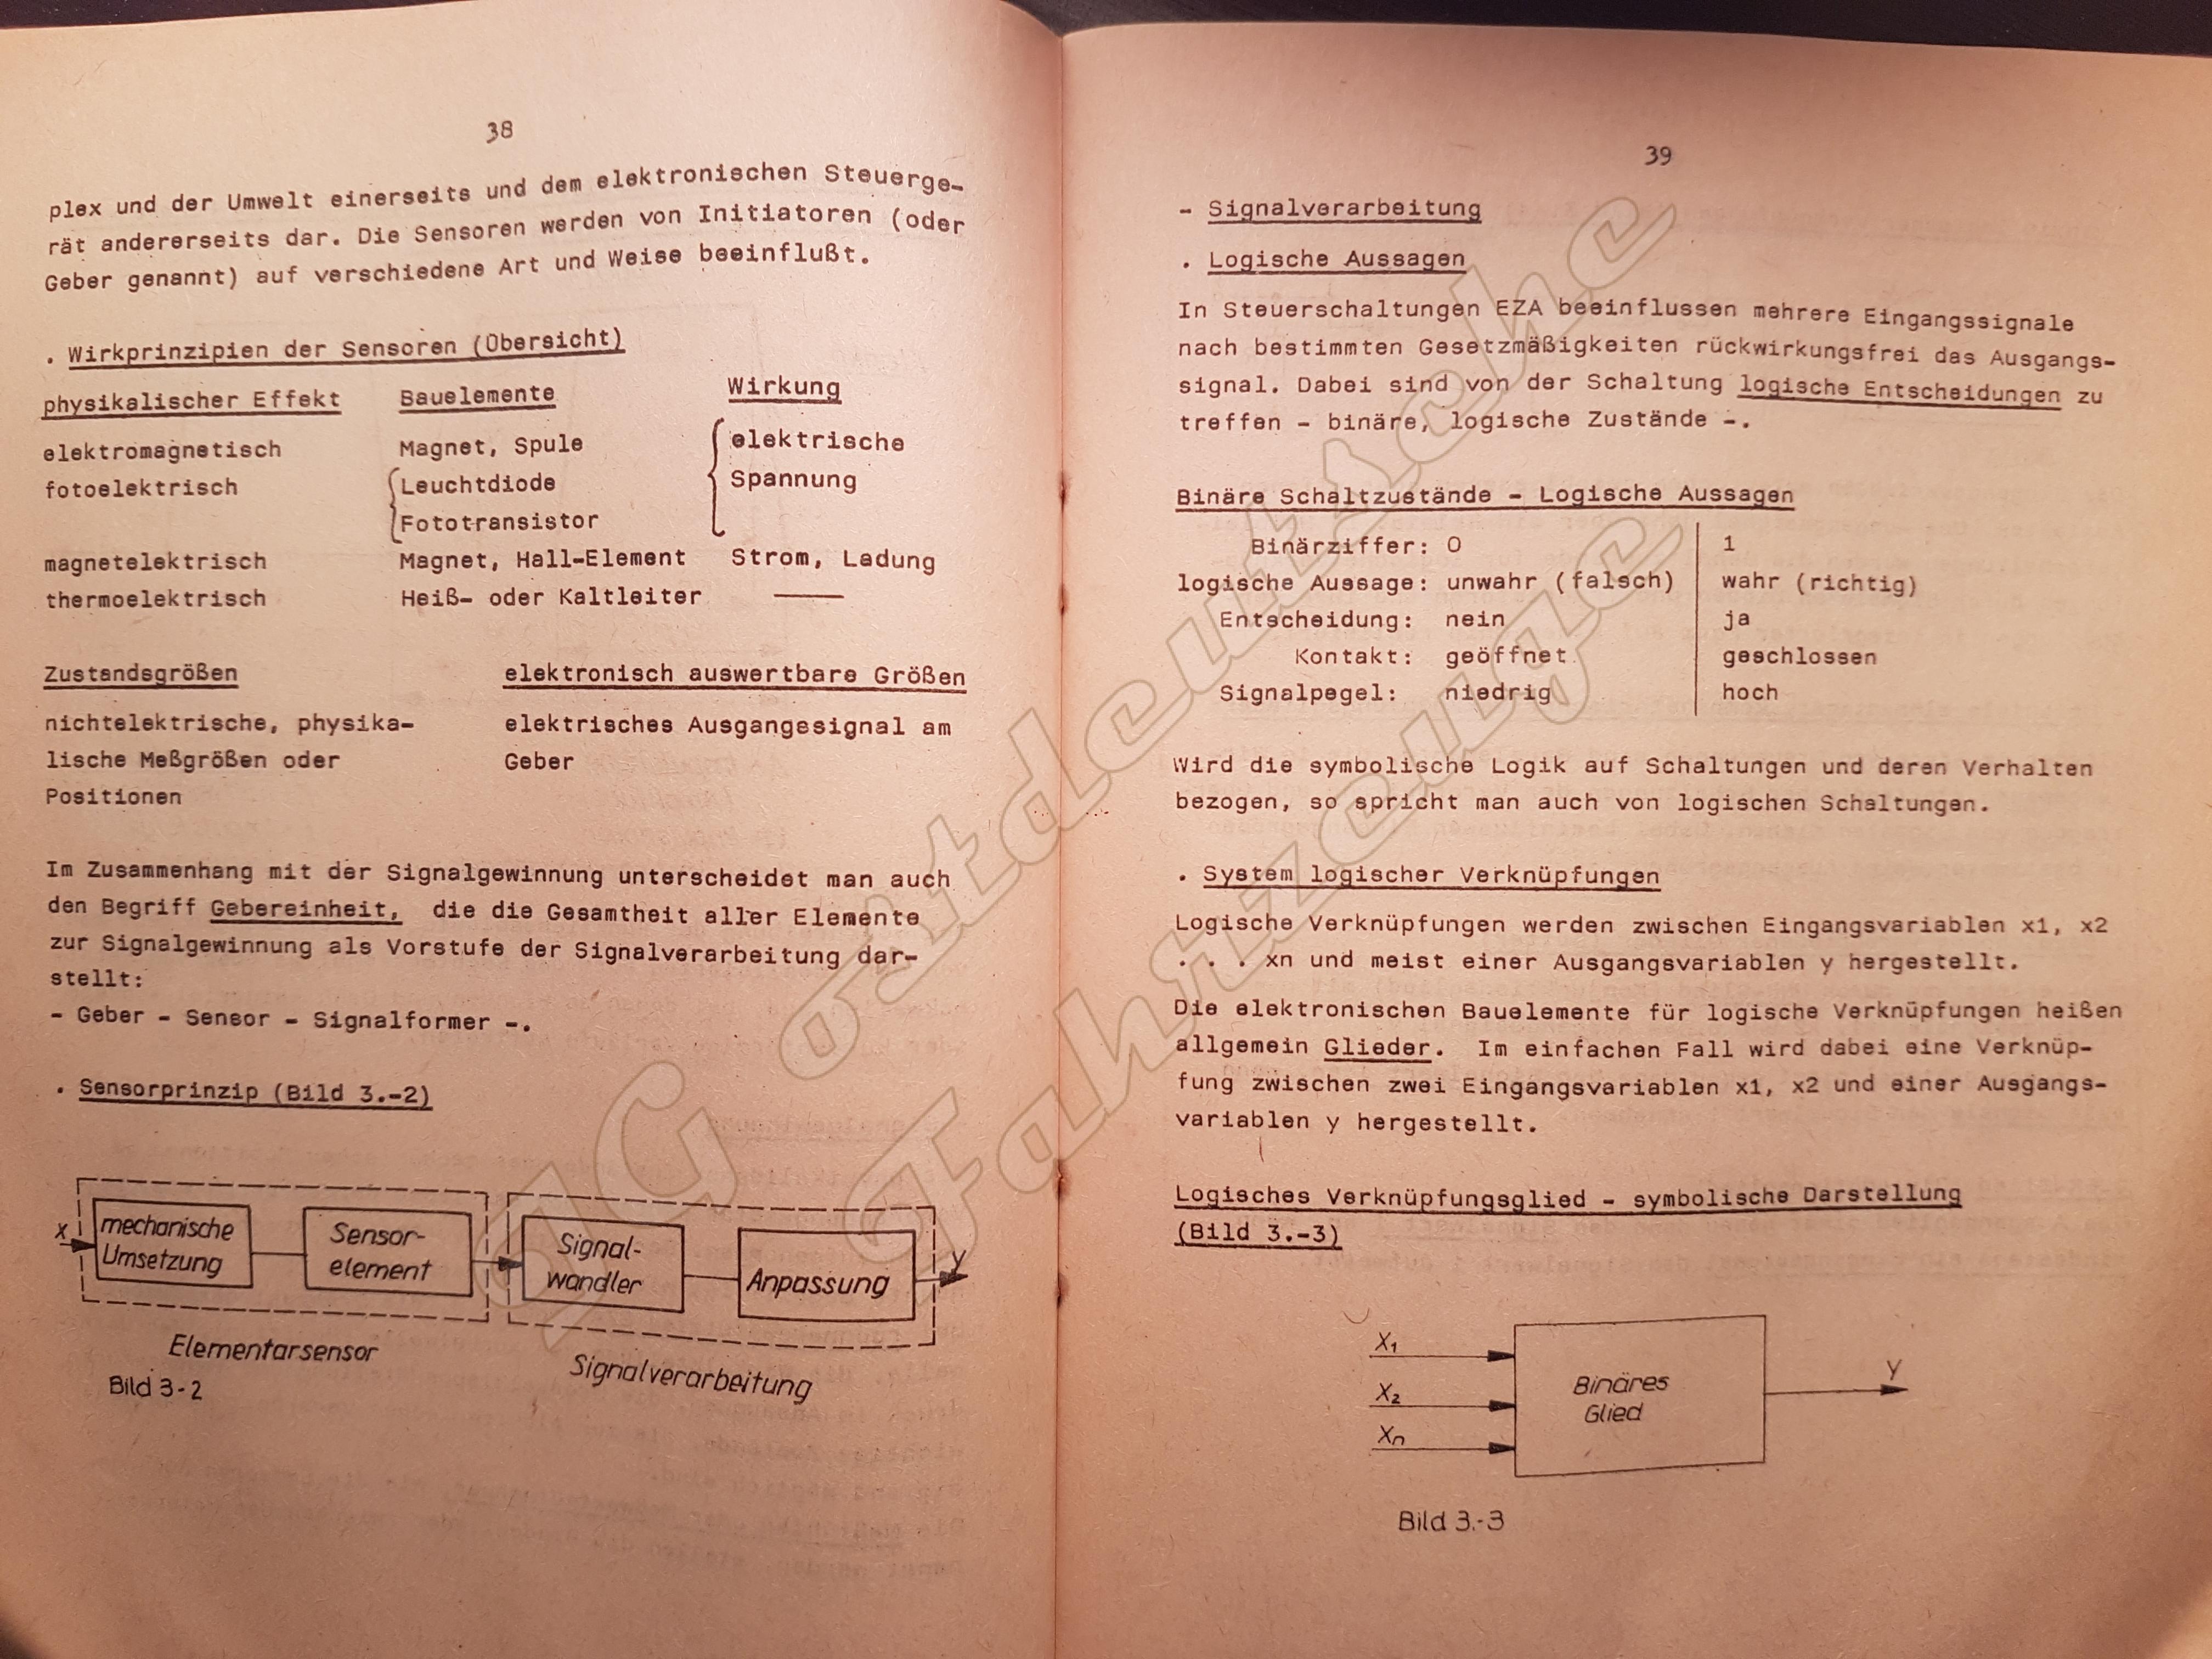 38
plex und der Umwelt einerseits und dem elektronischen Steuerge-
rät andererseits dar. Die Sensoren werden von Initiatoren (oder
Geber genannt) auf verschiedene Art und Weise beeinflußt.
. Wirkprinzipien der Sensoren (Übersicht)
physikalischer Effekt Bauelemente Wirkung
elektromagnetisch Magnet, Spule elektrische
fotoelektrisch Leuchtdiode Spannung
Fototransistor
magnetelektrisch Magnet, Hall-Element Strom, Ladung
thermoelektrisch Heiß- oder Kaltleiter ——
Zustandsgrößen elektronisch auswertbare Größen
nichtelektrische, physika- elektrisches Ausgangssignal am
lische Meßgrößen oder Geber
Positionen
Im Zusammenhang mit der Signalgewinnung unterscheidet man auch
den Begriff Gebereinheit, die die Gesamtheit aller Elemente
zur Signalgewinnung als Vorstufe der Signalverarbeitung dar-
stellt:
- Geber - Sensor - Signalformer -.
. Sensorprinzip (Bild 3.-2)
x
mechanische
Umsetzung
Sensor-
element
Signal-
wandler
Anpassung
y
Elementarsensor
Signalverarbeitung
Bild 3-2
39
- Signalverarbeitung
. Logische Aussagen
In Steuerschaltungen EZA beeinflussen mehrere Eingangssignale
nach bestimmten Gesetzmäßigkeiten rückwirkungsfrei das Ausgangs-
signal. Dabei sind von der Schaltung logische Entscheidungen zu
treffen - binäre, logische Zustände -.
Binäre Schaltzustände - Logische Aussagen
Binärziffer: 0 1
logische Aussage: unwahr (falsch) wahr (richtig)
Entscheidung: nein ja
Kontakt: geöffnet geschlossen
Signalpegel: niedrig hoch
Wird die symbolische Logik auf Schaltungen und deren Verhalten
bezogen, so spricht man auch von logischen Schaltungen.
. System logischer Verknüpfungen
Logische Verknüpfungen werden zwischen Eingangsvariablen x1, x2
. . . xn und meist einer Ausgangsvariablen y hergestellt.
Die elektronischen Bauelemente für logische Verknüpfungen heißen
allgemein Glieder. Im einfachen Fall wird dabei eine Verknüp-
fung zwischen zwei Eingangsvariablen x1, x2 und einer Ausgangs-
variablen y hergestellt.
Logisches Verknüpfungsglied - symbolische Darstellung
(Bild 3.-3)
X1
X2
Xn
Binäres
Glied
y
Bild 3.-3
IG ostdeutsche
Fahrzeuge